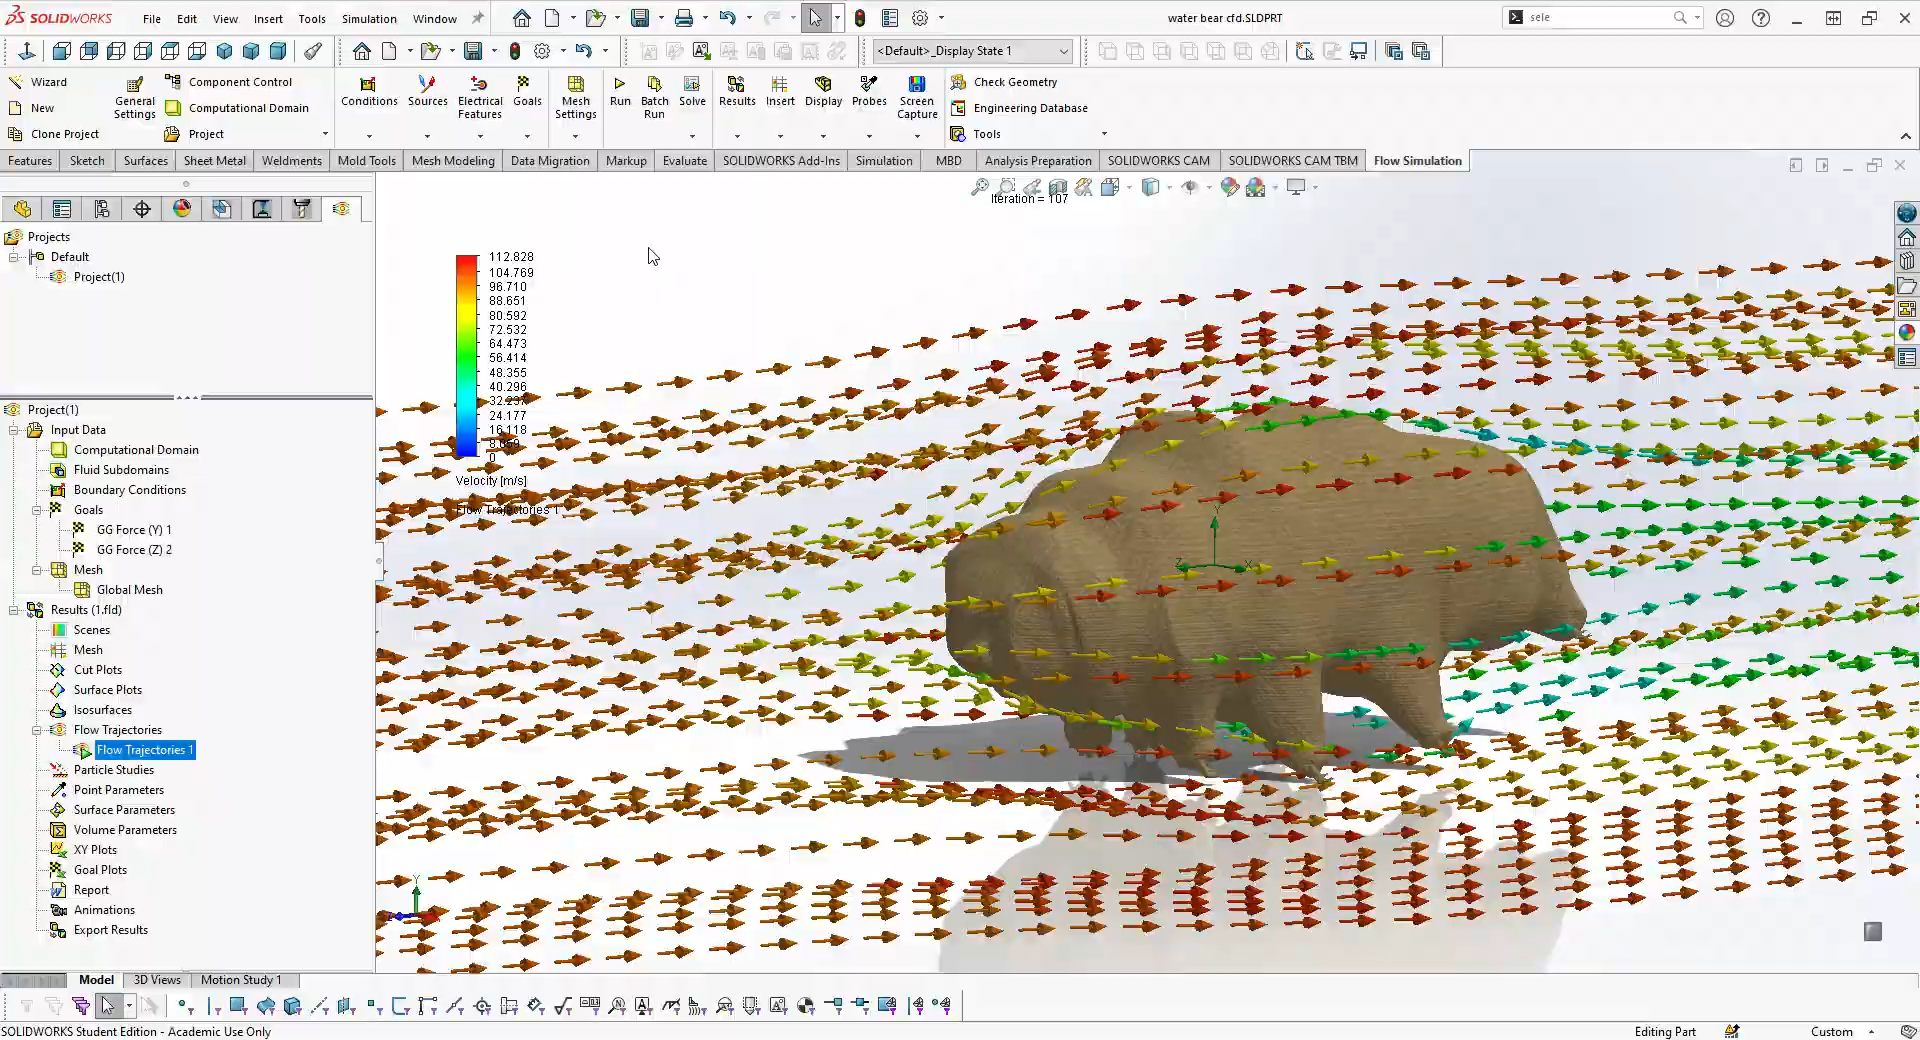 SOLIDWORKS File Edit View Insert Tools Simulation Window
water bear cfd.SLDPRT
sele
<Default>_Display State 1
Wizard
New
Clone Project
General Settings
Component Control
Computational Domain
Project
Conditions
Sources
Electrical Features
Goals
Mesh Settings
Run
Batch Run
Solve
Results
Insert
Display
Probes
Screen Capture
Check Geometry
Engineering Database
Tools
Features Sketch Surfaces Sheet Metal Weldments Mold Tools Mesh Modeling Data Migration Markup Evaluate SOLIDWORKS Add-Ins Simulation MBD Analysis Preparation SOLIDWORKS CAM SOLIDWORKS CAM TBM Flow Simulation
Iteration = 107
Projects
Default
Project(1)
112.828
104.769
96.710
88.651
80.592
72.532
64.473
56.414
48.355
40.296
32.237
24.177
16.118
8.059
0
Velocity [m/s]
Flow Trajectories 1
Project(1)
Input Data
Computational Domain
Fluid Subdomains
Boundary Conditions
Goals
GG Force (Y) 1
GG Force (Z) 2
Mesh
Global Mesh
Results (1.fld)
Scenes
Mesh
Cut Plots
Surface Plots
Isosurfaces
Flow Trajectories
Flow Trajectories 1
Particle Studies
Point Parameters
Surface Parameters
Volume Parameters
XY Plots
Goal Plots
Report
Animations
Export Results
Y
Z
X
Y
Model 3D Views Motion Study 1
SOLIDWORKS Student Edition - Academic Use Only
Editing Part
Custom